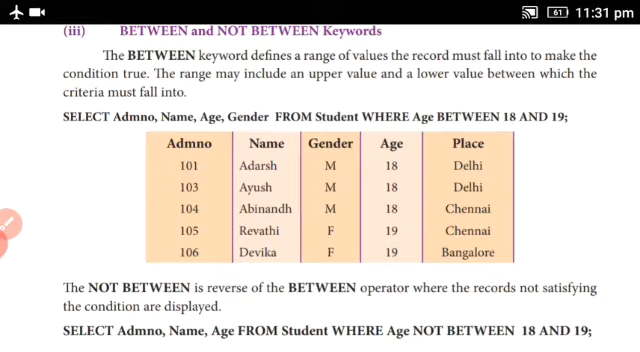 61 11:31 pm
(iii) BETWEEN and NOT BETWEEN Keywords
The BETWEEN keyword defines a range of values the record must fall into to make the
condition true. The range may include an upper value and a lower value between which the
criteria must fall into.
SELECT Admno, Name, Age, Gender FROM Student WHERE Age BETWEEN 18 AND 19;
Admno Name Gender Age Place
101 Adarsh M 18 Delhi
103 Ayush M 18 Delhi
104 Abinandh M 18 Chennai
105 Revathi F 19 Chennai
106 Devika F 19 Bangalore
The NOT BETWEEN is reverse of the BETWEEN operator where the records not satisfying
the condition are displayed.
SELECT Admno, Name, Age FROM Student WHERE Age NOT BETWEEN 18 AND 19;